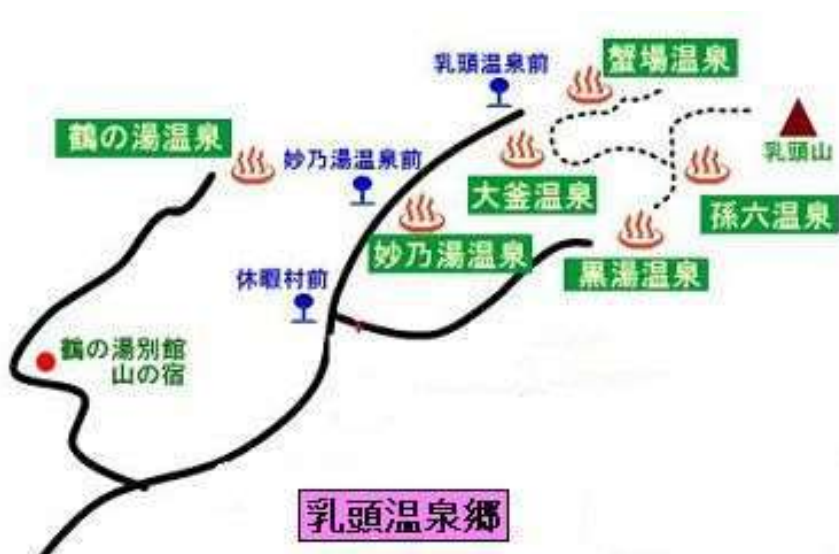 蟹場温泉
乳頭温泉前
鶴の湯温泉
妙乃湯温泉前
乳頭山
大釜温泉
孫六温泉
妙乃湯温泉
黒湯温泉
休暇村前
鶴の湯別館
山の宿
乳頭温泉郷